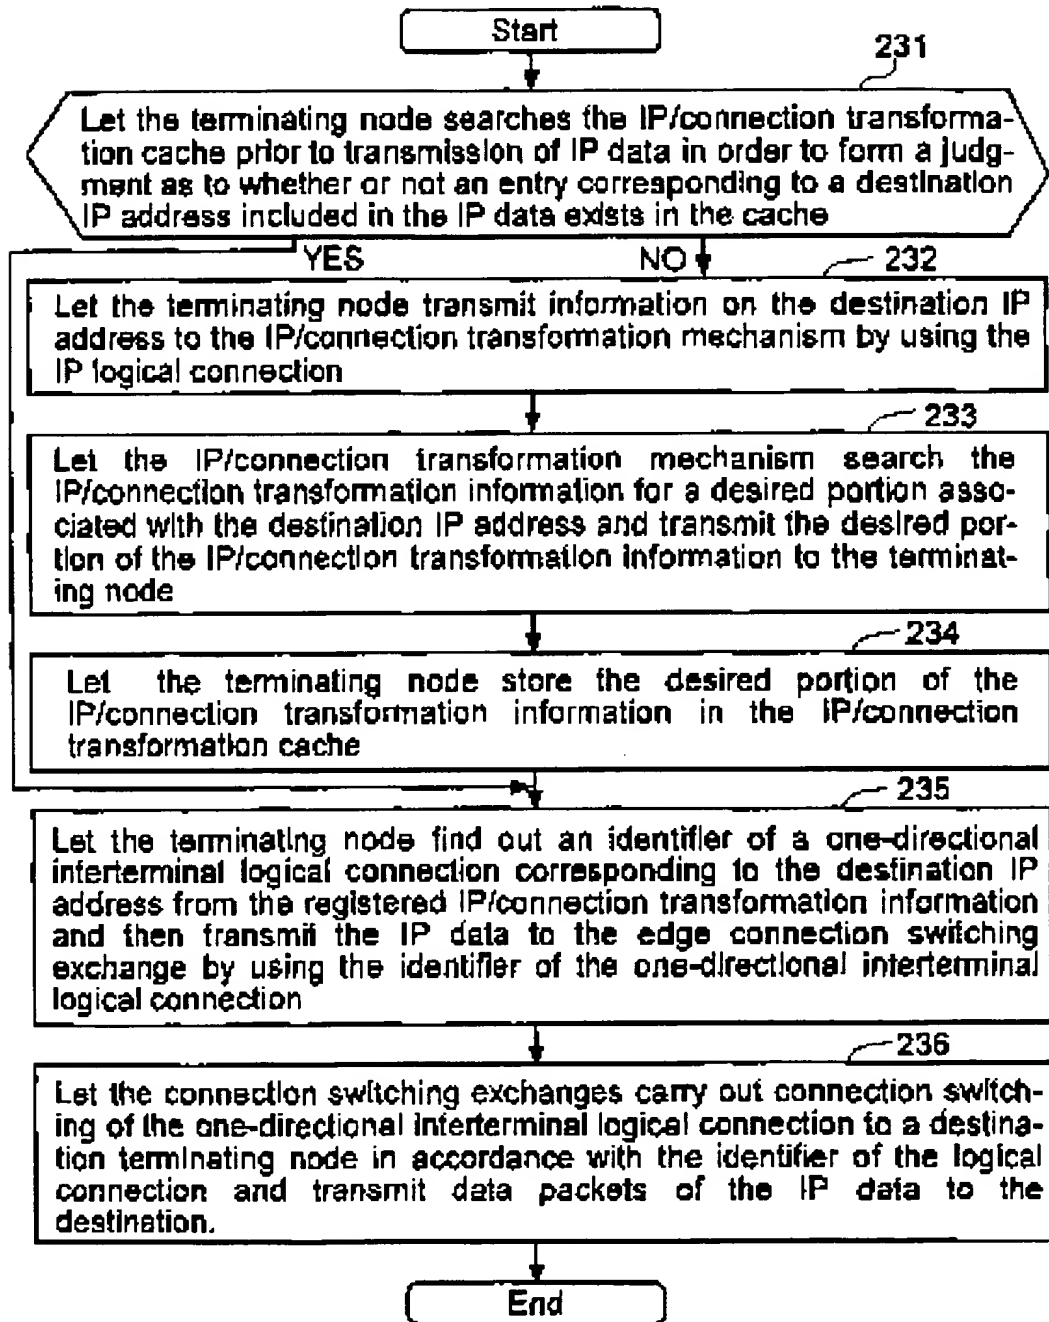 Start
231
Let the terminating node searches the IP/connection transforma-
tion cache prior to transmission of IP data in order to form a judg-
ment as to whether or not an entry corresponding to a destination
IP address included in the IP data exists in the cache
YES
NO
232
Let the terminating node transmit information on the destination IP
address to the IP/connection transformation mechanism by using the
IP logical connection
233
Let the IP/connection transformation mechanism search the
IP/connection transformation information for a desired portion asso-
ciated with the destination IP address and transmit the desired por-
tion of the IP/connection transformation information to the terminat-
ing node
234
Let the terminating node store the desired portion of the
IP/connection transformation information in the IP/connection
transformation cache
235
Let the terminating node find out an identifier of a one-directional
interterminal logical connection corresponding to the destination IP
address from the registered IP/connection transformation information
and then transmit the IP data to the edge connection switching
exchange by using the identifier of the one-directional interterminal
logical connection
236
Let the connection switching exchanges carry out connection switch-
ing of the one-directional interterminal logical connection to a destina-
tion terminating node in accordance with the identifier of the logical
connection and transmit data packets of the IP data to the
destination.
End